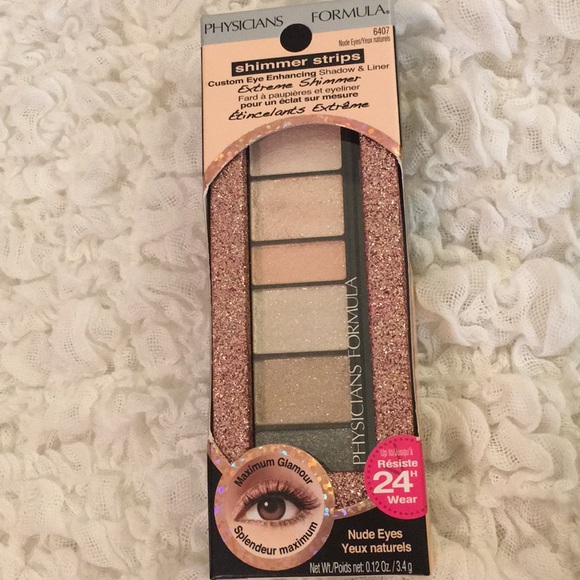 PHYSICIANS FORMULA®
6407
Nude Eyes/Yeux naturels
shimmer strips
Custom Eye Enhancing Shadow & Liner
Extreme Shimmer
Fard à paupières et eyeliner
pour un éclat sur mesure
Étincelants Extrême
PHYSICIANS FORMULA
Maximum Glamour
Splendeur maximum
Up to/Jusqu'à
Résiste
24H
Wear
Nude Eyes
Yeux naturels
Net Wt./Poids net: 0.12 Oz. / 3.4 g